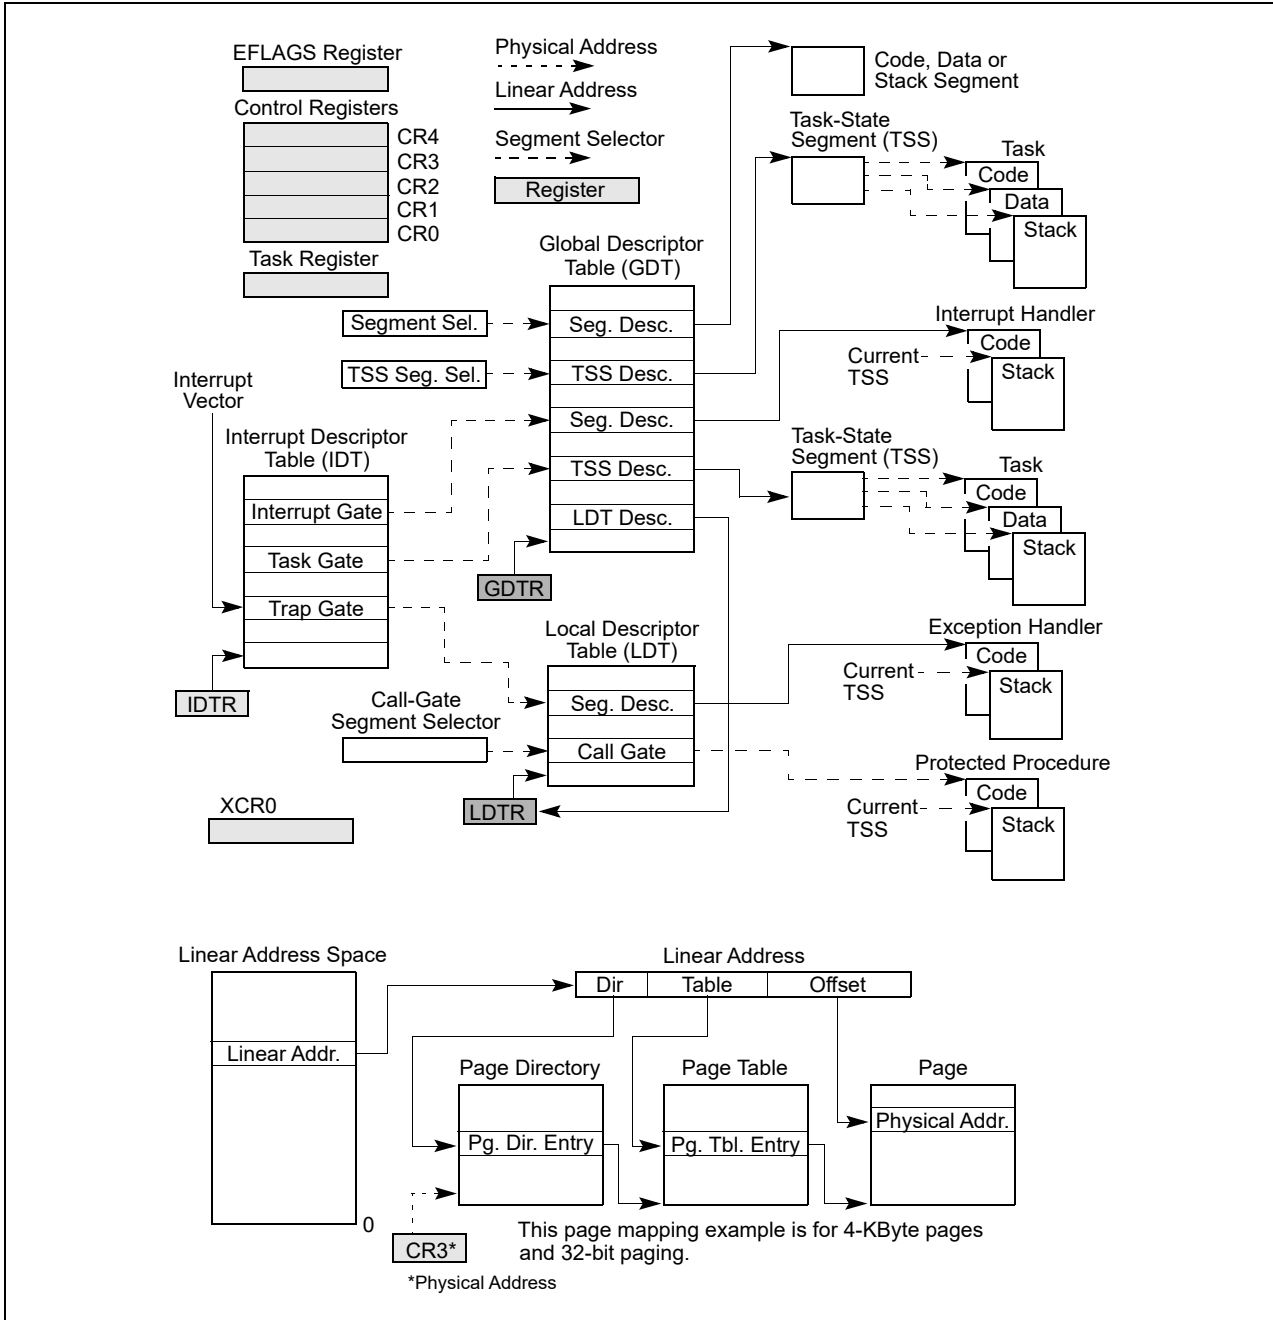 EFLAGS Register
Control Registers
CR4
CR3
CR2
CR1
CR0
Task Register
Physical Address
Linear Address
Segment Selector
Register
Code, Data or
Stack Segment
Task-State
Segment (TSS)
Task
Code
Data
Stack
Global Descriptor
Table (GDT)
Segment Sel.
Seg. Desc.
TSS Seg. Sel.
TSS Desc.
Seg. Desc.
TSS Desc.
LDT Desc.
GDTR
Interrupt Handler
Code
Stack
Current
TSS
Interrupt
Vector
Interrupt Descriptor
Table (IDT)
Interrupt Gate
Task Gate
Trap Gate
IDTR
Task-State
Segment (TSS)
Task
Code
Data
Stack
Local Descriptor
Table (LDT)
Seg. Desc.
Call Gate
Call-Gate
Segment Selector
LDTR
XCR0
Exception Handler
Code
Stack
Current
TSS
Protected Procedure
Code
Stack
Current
TSS
Linear Address Space
Linear Addr.
0
Linear Address
Dir
Table
Offset
Page Directory
Pg. Dir. Entry
Page Table
Pg. Tbl. Entry
Page
Physical Addr.
CR3*
*Physical Address
This page mapping example is for 4-KByte pages
and 32-bit paging.